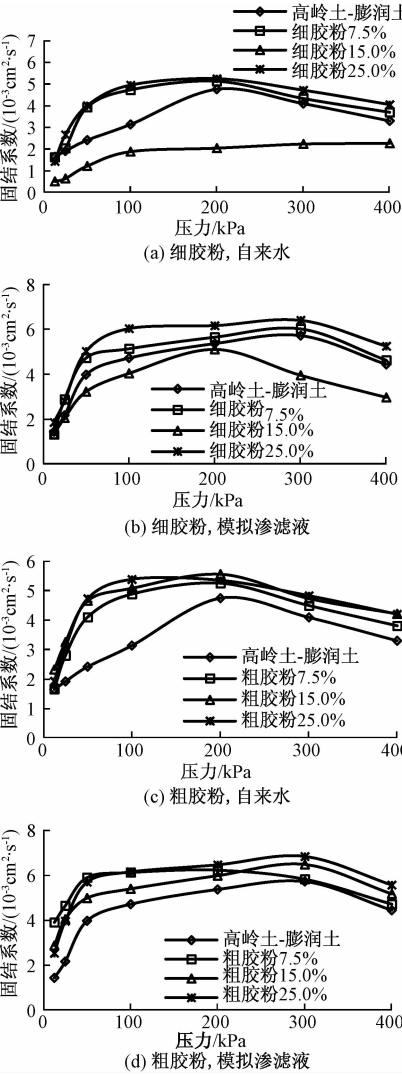 高岭土-膨润土
细胶粉7.5%
细胶粉15.0%
细胶粉25.0%
固结系数/(10⁻³cm²·s⁻¹)
7
6
5
4
3
2
1
0
0 100 200 300 400
压力/kPa
(a) 细胶粉, 自来水
固结系数/(10⁻³cm²·s⁻¹)
8
6
4
2
0
高岭土-膨润土
细胶粉7.5%
细胶粉15.0%
细胶粉25.0%
0 100 200 300 400
压力/kPa
(b) 细胶粉, 模拟渗滤液
固结系数/(10⁻³cm²·s⁻¹)
6
5
4
3
2
1
0
高岭土-膨润土
粗胶粉7.5%
粗胶粉15.0%
粗胶粉25.0%
0 100 200 300 400
压力/kPa
(c) 粗胶粉, 自来水
固结系数/(10⁻³cm²·s⁻¹)
8
6
4
2
0
高岭土-膨润土
粗胶粉7.5%
粗胶粉15.0%
粗胶粉25.0%
0 100 200 300 400
压力/kPa
(d) 粗胶粉, 模拟渗滤液